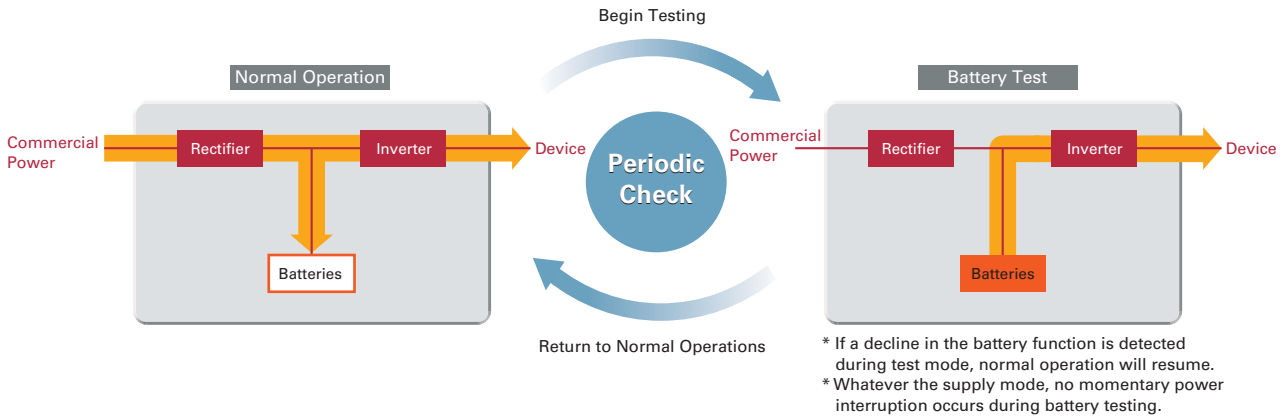 Begin Testing
Normal Operation
Battery Test
Commercial
Power
Rectifier
Inverter
Device
Batteries
Periodic
Check
Commercial
Power
Rectifier
Inverter
Device
Batteries
Return to Normal Operations
* If a decline in the battery function is detected
during test mode, normal operation will resume.
* Whatever the supply mode, no momentary power
interruption occurs during battery testing.